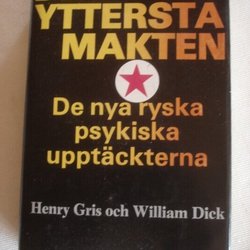 YTTERSTA
MAKTEN
De nya ryska
psykiska
upptäckterna
Henry Gris och William Dick